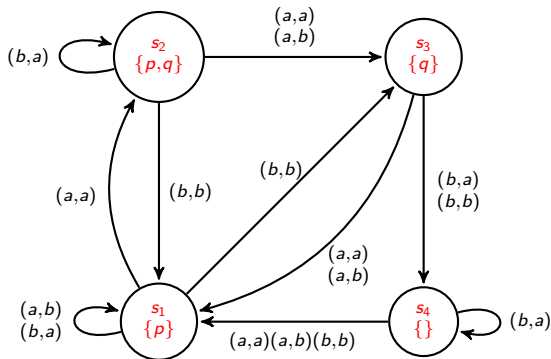 (a,a)
(a,b)
s2
{p,q}
s3
{q}
(b,a)
(a,a)
(b,b)
(b,b)
(b,a)
(b,b)
(a,a)
(a,b)
(a,b)
(b,a)
s1
{p}
(a,a)(a,b)(b,b)
s4
{}
(b,a)